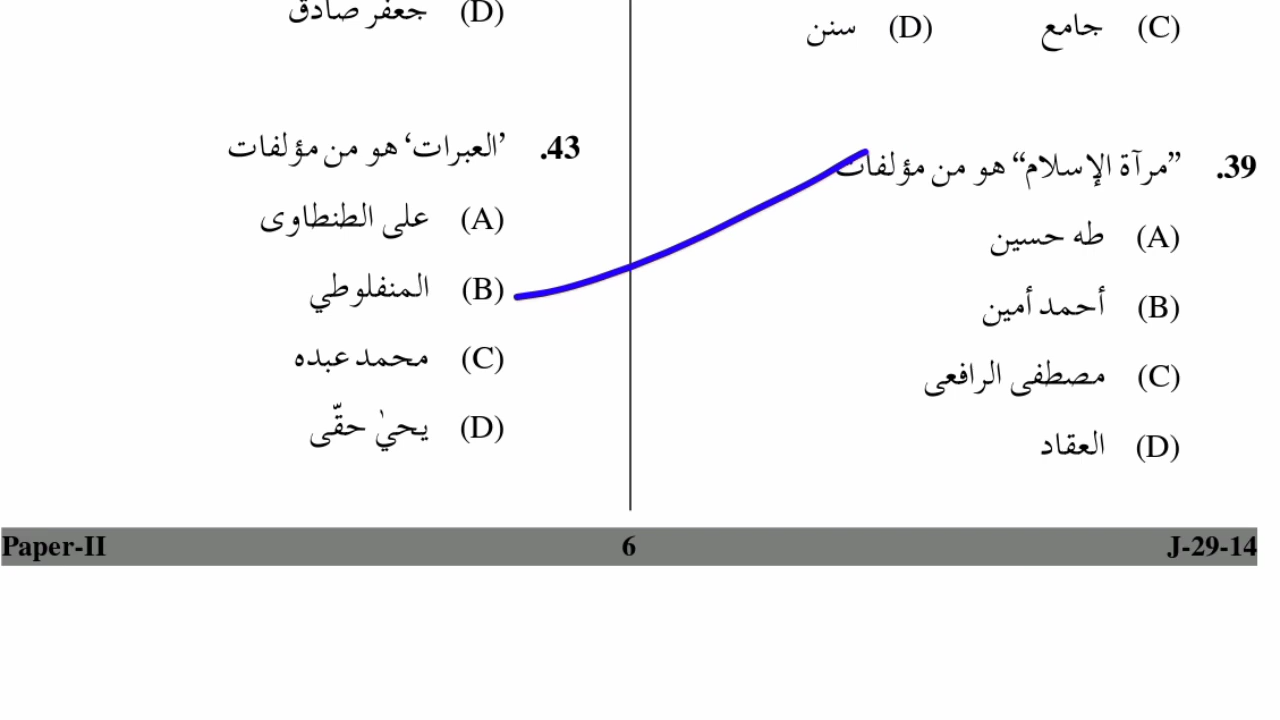 (C) جامع (D) سنن
39. ”مرآة الإسلام“ هو من مؤلفات
(A) طه حسين
(B) أحمد أمين
(C) مصطفى الرافعى
(D) العقاد
(D) جعفر صادق
43. ’العبرات‘ هو من مؤلفات
(A) على الطنطاوى
(B) المنفلوطي
(C) محمد عبده
(D) يحيٰ حقّى
Paper-II 6 J-29-14